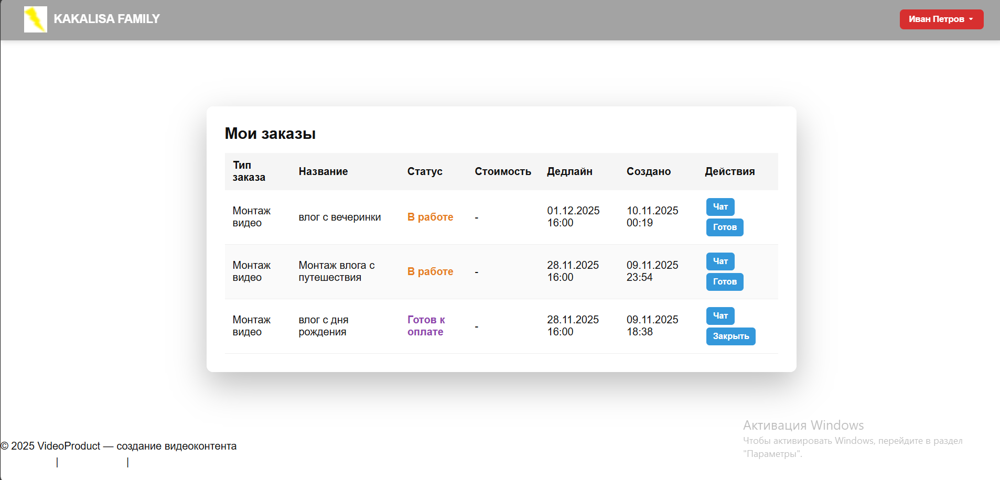 KAKALISA FAMILY
Иван Петров
Мои заказы
Тип заказа Название Статус Стоимость Дедлайн Создано Действия
Монтаж видео влог с вечеринки В работе - 01.12.2025 16:00 10.11.2025 00:19 Чат Готов
Монтаж видео Монтаж влога с путешествия В работе - 28.11.2025 16:00 09.11.2025 23:54 Чат Готов
Монтаж видео влог с дня рождения Готов к оплате - 28.11.2025 16:00 09.11.2025 18:38 Чат Закрыть
Активация Windows
Чтобы активировать Windows, перейдите в раздел
"Параметры".
© 2025 VideoProduct — создание видеоконтента
| |